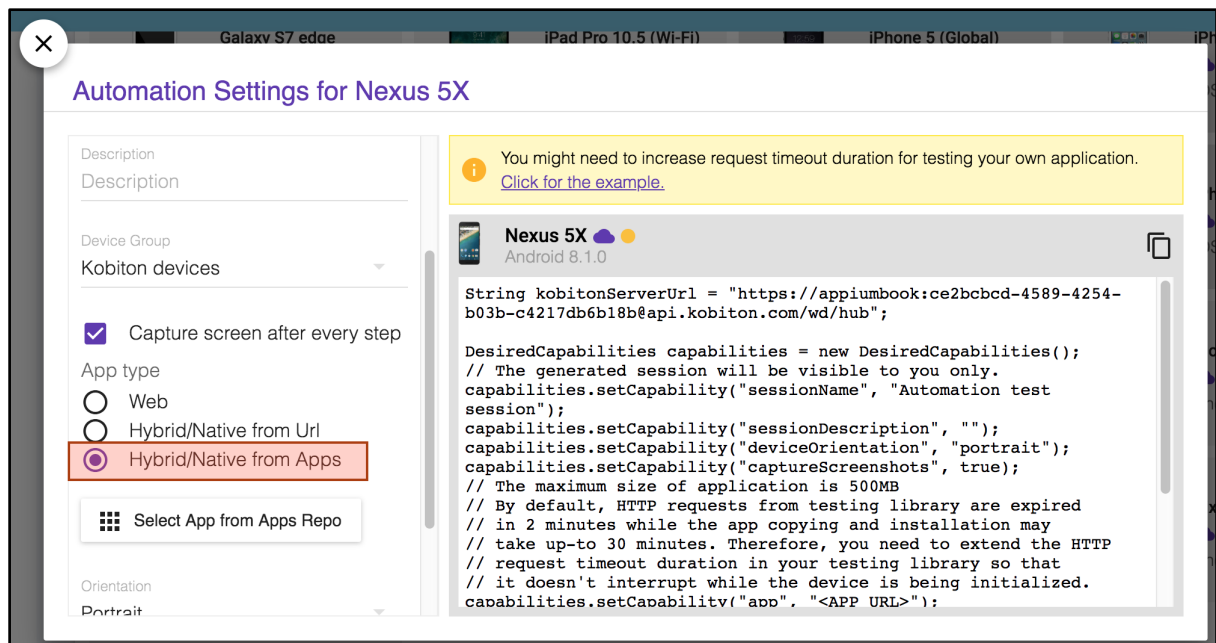 Galaxy S7 edge
iPad Pro 10.5 (Wi-Fi)
iPhone 5 (Global)
Automation Settings for Nexus 5X
Description
Description
Device Group
Kobiton devices
Capture screen after every step
App type
Web
Hybrid/Native from Url
Hybrid/Native from Apps
Select App from Apps Repo
Orientation
Portrait
You might need to increase request timeout duration for testing your own application.
Click for the example.
Nexus 5X
Android 8.1.0
String kobitonServerUrl = "https://appiumbook:ce2bcbcd-4589-4254-
b03b-c4217db6b18b@api.kobiton.com/wd/hub";
DesiredCapabilities capabilities = new DesiredCapabilities();
// The generated session will be visible to you only.
capabilities.setCapability("sessionName", "Automation test
session");
capabilities.setCapability("sessionDescription", "");
capabilities.setCapability("deviceOrientation", "portrait");
capabilities.setCapability("captureScreenshots", true);
// The maximum size of application is 500MB
// By default, HTTP requests from testing library are expired
// in 2 minutes while the app copying and installation may
// take up-to 30 minutes. Therefore, you need to extend the HTTP
// request timeout duration in your testing library so that
// it doesn't interrupt while the device is being initialized.
capabilities.setCapability("app", "<APP URL>");